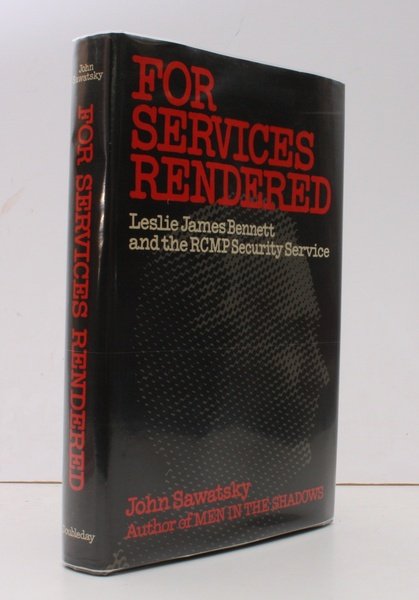 John
Sawatsky
FOR SERVICES RENDERED
Doubleday
FOR
SERVICES
RENDERED
Leslie James Bennett
and the RCMP Security Service
John Sawatsky
Author of MEN IN THE SHADOWS